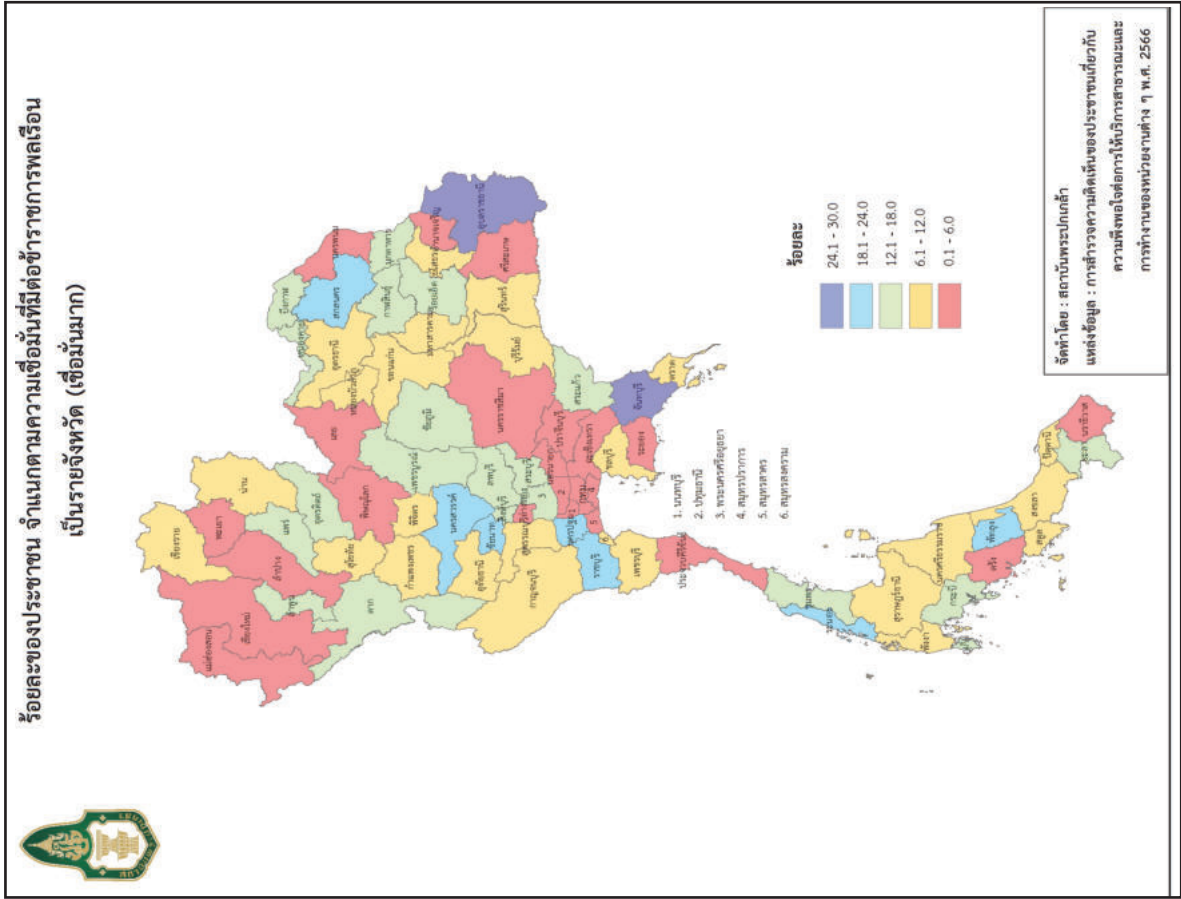 ร้อยละของประชาชน จำแนกตามความเชื่อมั่นที่มีต่อข้าราชการพลเรือน
เป็นรายจังหวัด (เชื่อมั่นมาก)
เชียงราย
แม่ฮ่องสอน
เชียงใหม่
พะเยา
น่าน
ลำปาง
ลำพูน
แพร่
อุตรดิตถ์
ตาก
สุโขทัย
พิษณุโลก
เลย
หนองคาย
บึงกาฬ
อุดรธานี
หนองบัวลำภู
สกลนคร
นครพนม
ขอนแก่น
กาฬสินธุ์
มุกดาหาร
กำแพงเพชร
พิจิตร
เพชรบูรณ์
ชัยภูมิ
มหาสารคาม
ร้อยเอ็ด
ยโสธร
อำนาจเจริญ
นครสวรรค์
อุทัยธานี
ชัยนาท
ลพบุรี
นครราชสีมา
บุรีรัมย์
สุรินทร์
ศรีสะเกษ
อุบลราชธานี
กาญจนบุรี
สุพรรณบุรี
สระบุรี
ปราจีนบุรี
สระแก้ว
ฉะเชิงเทรา
ราชบุรี
เพชรบุรี
ชลบุรี
ระยอง
จันทบุรี
ตราด
1
2
3
4
5
6
1. นนทบุรี
2. ปทุมธานี
3. พระนครศรีอยุธยา
4. สมุทรปราการ
5. สมุทรสาคร
6. สมุทรสงคราม
ประจวบคีรีขันธ์
ชุมพร
ระนอง
สุราษฎร์ธานี
พังงา
กระบี่
นครศรีธรรมราช
ตรัง
พัทลุง
สตูล
สงขลา
ปัตตานี
ยะลา
นราธิวาส
ร้อยละ
24.1 - 30.0
18.1 - 24.0
12.1 - 18.0
6.1 - 12.0
0.1 - 6.0
จัดทำโดย : สถาบันพระปกเกล้า
แหล่งข้อมูล : การสำรวจความคิดเห็นของประชาชนเกี่ยวกับ
ความพึงพอใจต่อการให้บริการสาธารณะและ
การทำงานของหน่วยงานต่าง ๆ พ.ศ. 2566